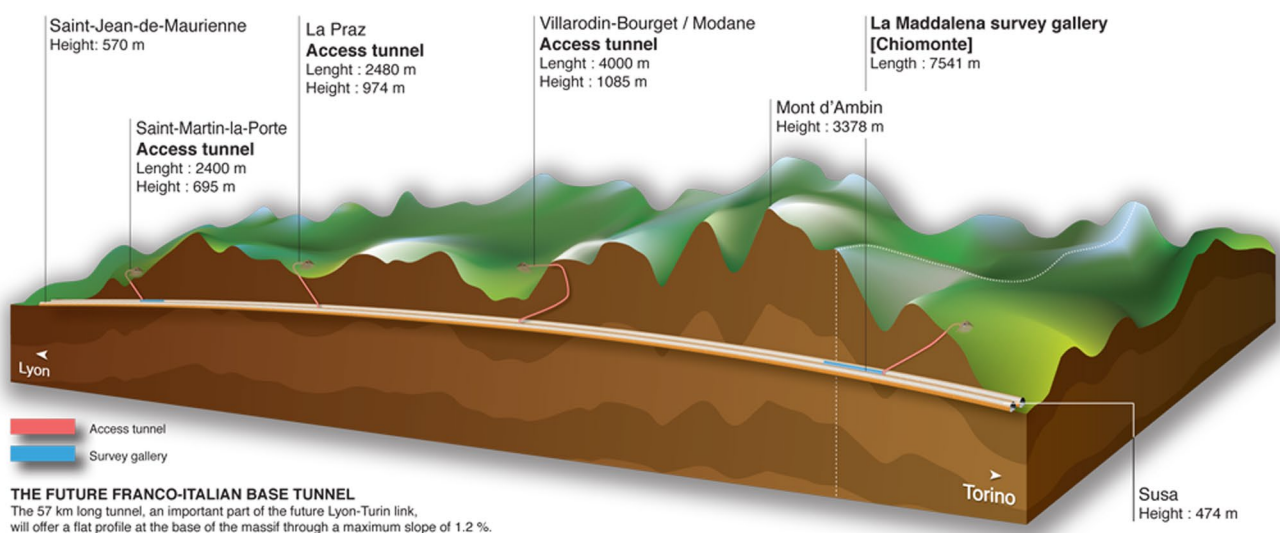 Saint-Jean-de-Maurienne
Height: 570 m
La Praz
Access tunnel
Lenght : 2480 m
Height : 974 m
Villarodin-Bourget / Modane
Access tunnel
Lenght : 4000 m
Height : 1085 m
La Maddalena survey gallery
[Chiomonte]
Length : 7541 m
Saint-Martin-la-Porte
Access tunnel
Lenght : 2400 m
Height : 695 m
Mont d'Ambin
Height : 3378 m
Lyon
Access tunnel
Survey gallery
Torino
Susa
Height : 474 m
THE FUTURE FRANCO-ITALIAN BASE TUNNEL
The 57 km long tunnel, an important part of the future Lyon-Turin link,
will offer a flat profile at the base of the massif through a maximum slope of 1.2 %.